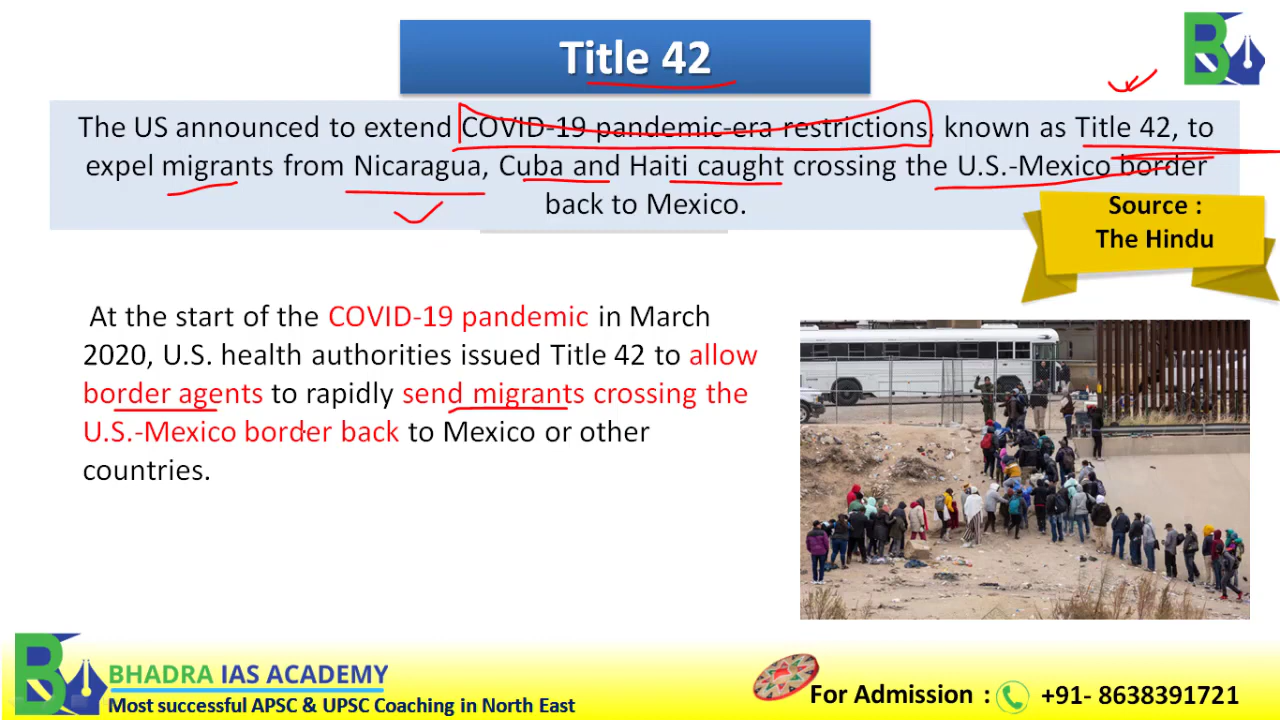 Title 42
The US announced to extend COVID-19 pandemic-era restrictions, known as Title 42, to
expel migrants from Nicaragua, Cuba and Haiti caught crossing the U.S.-Mexico border
back to Mexico.
Source :
The Hindu
At the start of the COVID-19 pandemic in March
2020, U.S. health authorities issued Title 42 to allow
border agents to rapidly send migrants crossing the
U.S.-Mexico border back to Mexico or other
countries.
BHADRA IAS ACADEMY
Most successful APSC & UPSC Coaching in North East
For Admission : +91- 8638391721